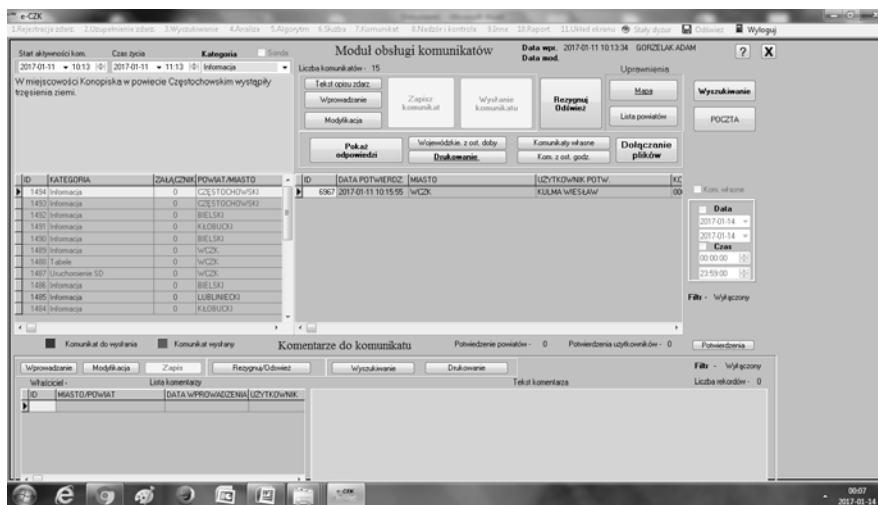 e-CZK
1.Rejestracja zdarz. 2.Uzupełnienie zdarz. 3.Wyszukiwanie 4.Analiza 5.Algorytm 6.Służba 7.Komunikat 8.Nadzór i kontrola 9.Inne 10.Raport 11.Układ ekranu Stały dyżur Odśwież Wyloguj
Start aktywności kom. Czas życia Kategoria Sonda
2017-01-11 10:13 2017-01-11 11:13 Informacja
W miejscowości Konopiska w powiecie Częstochowskim wystąpiły
trzęsienia ziemi.
Moduł obsługi komunikatów
Data wpr. 2017-01-11 10:13:34 GORZELAK ADAM
Data mod.
? X
Liczba komunikatów - 15
Uprawnienia
Tekst opisu zdarz.
Wprowadzanie
Modyfikacja
Zapisz
komunikat
Wysłanie
komunikatu
Rezygnuj
Odśwież
Mapa
Lista powiatów
Wyszukiwanie
POCZTA
Pokaż
odpowiedzi
Wojewódzkie. z ost. doby
Drukowanie
Komunikaty własne
Kom. z ost. godz.
Dołączanie
plików
ID KATEGORIA ZAŁĄCZNIK POWIAT/MIASTO
1494 Informacja 0 CZĘSTOCHOWSKI
1493 Informacja 0 CZĘSTOCHOWSKI
1492 Informacja 0 BIELSKI
1491 Informacja 0 KŁOBUCKI
1490 Informacja 0 BIELSKI
1489 Informacja 0 WCZK
1488 Tabele 0 WCZK
1487 Uruchomienie SD 0 WCZK
1486 Informacja 0 BIELSKI
1485 Informacja 0 LUBLINIECKI
1484 Informacja 0 KŁOBUCKI
ID DATA POTWIERDZ. MIASTO UŻYTKOWNIK POTW. KO
6967 2017-01-11 10:15:55 WCZK KULMA WIESŁAW 00
Kom. własne
Data
2017-01-14
2017-01-14
Czas
00:00:00
23:59:00
Filtr - Wyłączony
Komunikat do wysłania Komunikat wysłany Komentarze do komunikatu Potwierdzenie powiatów - 0 Potwierdzenia użytkowników - 0 Potwierdzenia
Wprowadzanie Modyfikacja Zapis Rezygnuj/Odśwież Wyszukiwanie Drukowanie Filtr - Wyłączony
Właściciel - Lista komentarzy Tekst komentarza Liczba rekordów - 0
ID MIASTO/POWIAT DATA WPROWADZENIA UŻYTKOWNIK
e-CZK
00:07
2017-01-14